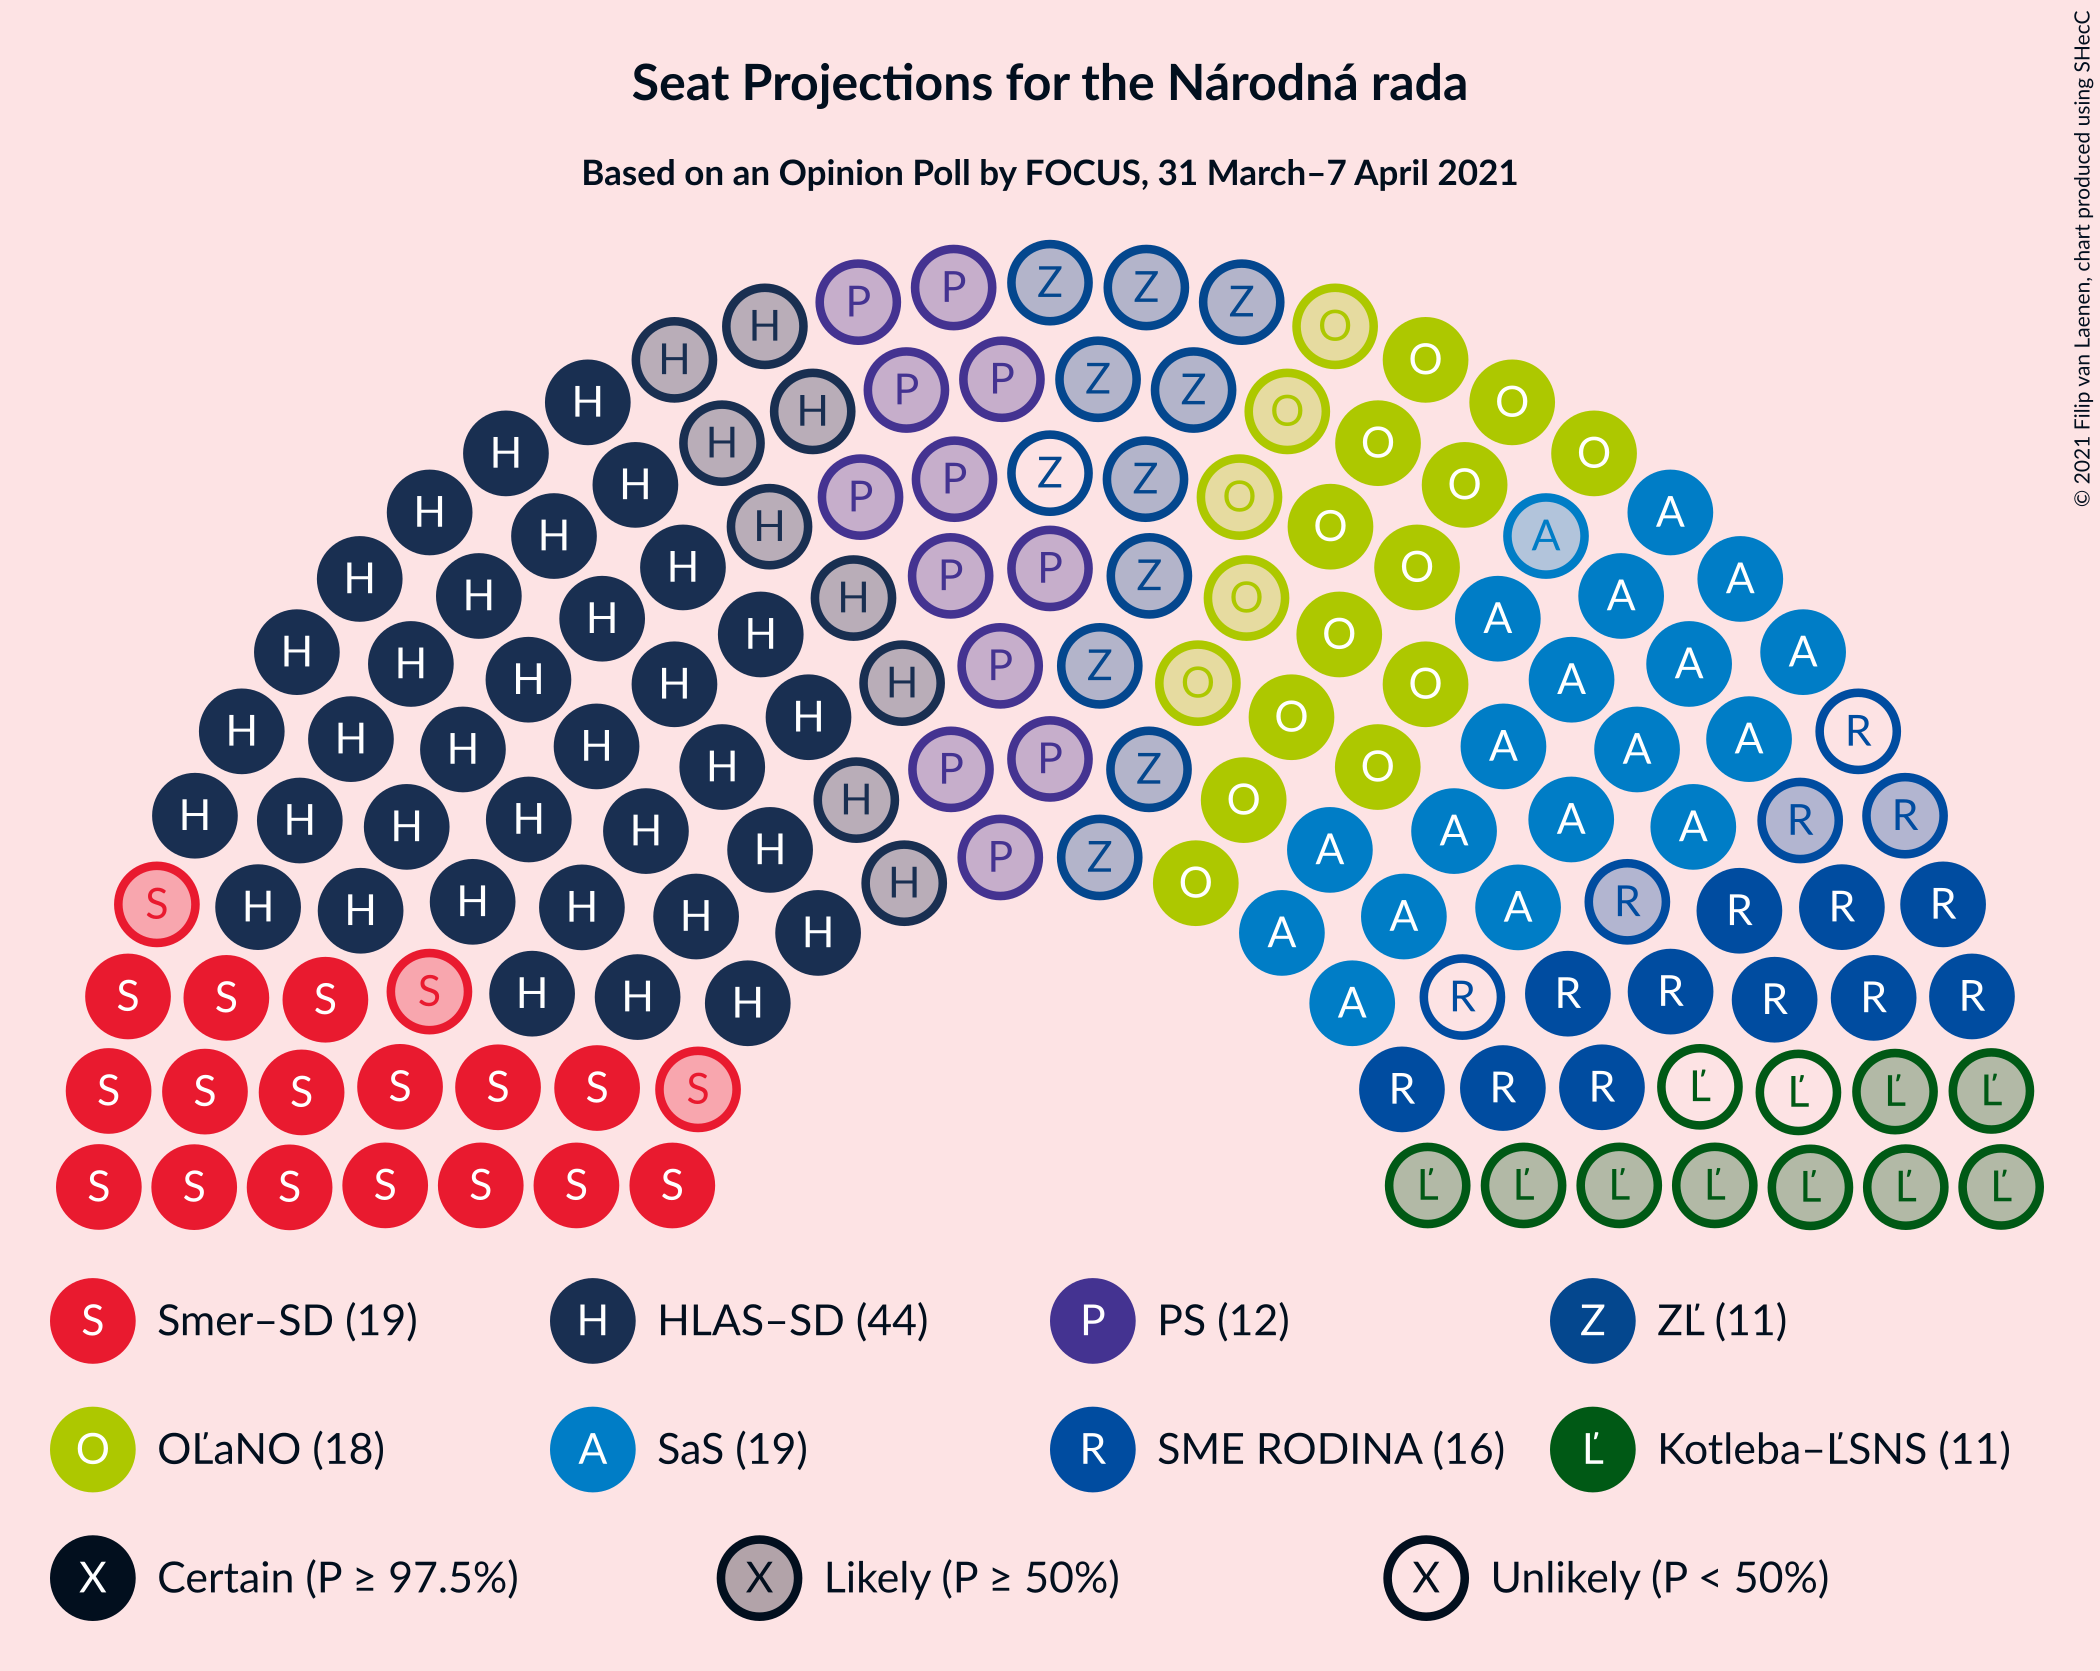 Seat Projections for the Národná rada
Based on an Opinion Poll by FOCUS, 31 March–7 April 2021
© 2021 Filip van Laenen, chart produced using SHecC
P P Z Z Z
H H O O
P P Z Z
H H O O O
H H O O
P Z P Z
H H O O O
H H O A A
P P Z
H H H O O A A
H H O A A
P Z
H H H H O O A A A
H H H O O A R
H H H H P P Z O A A A
H H H H O A A A R R
H H P Z A
S H H H H H H O A A R R R R
H A
S S S S H H H A R R R R R R
S S S S S S S R R R Ľ Ľ Ľ Ľ
S S S S S S S Ľ Ľ Ľ Ľ Ľ Ľ Ľ
S Smer–SD (19)
H HLAS–SD (44)
P PS (12)
Z ZĽ (11)
O OĽaNO (18)
A SaS (19)
R SME RODINA (16)
Ľ Kotleba–ĽSNS (11)
X Certain (P ≥ 97.5%)
X Likely (P ≥ 50%)
X Unlikely (P < 50%)